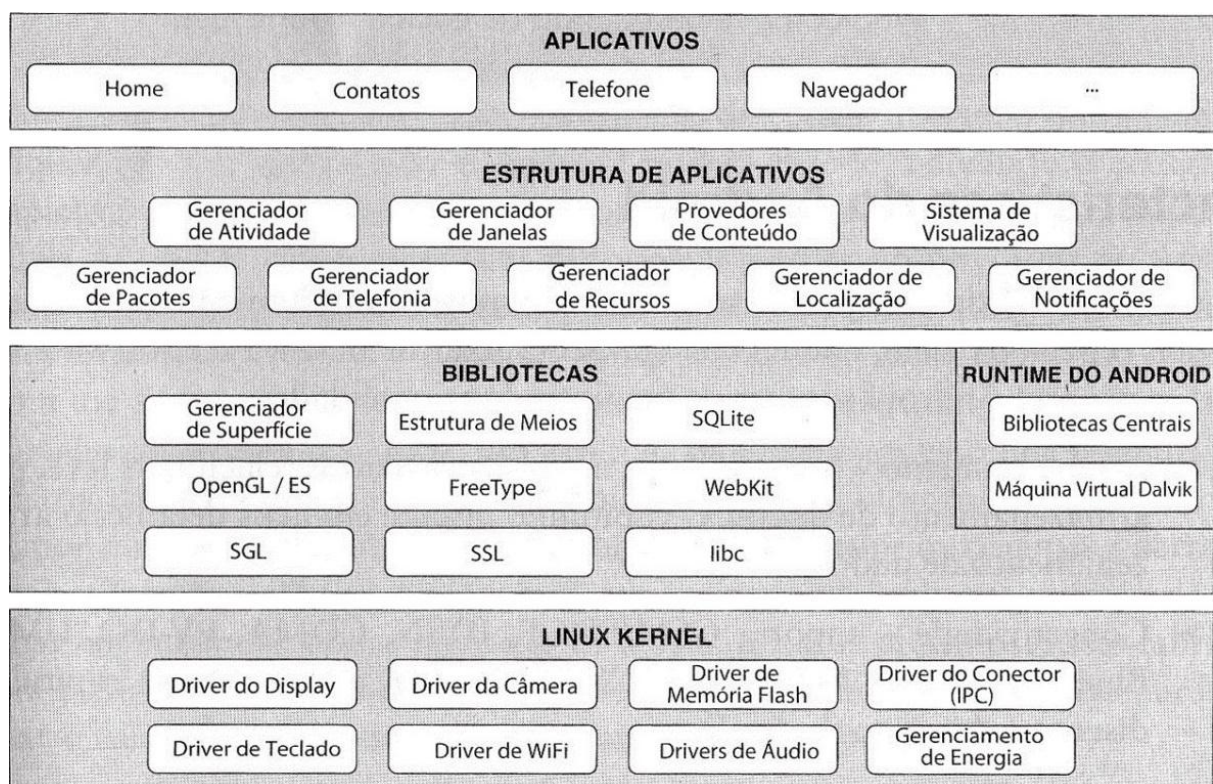 APLICATIVOS
Home
Contatos
Telefone
Navegador
...
ESTRUTURA DE APLICATIVOS
Gerenciador
de Atividade
Gerenciador
de Janelas
Provedores
de Conteúdo
Sistema de
Visualização
Gerenciador
de Pacotes
Gerenciador
de Telefonia
Gerenciador
de Recursos
Gerenciador de
Localização
Gerenciador de
Notificações
BIBLIOTECAS
Gerenciador
de Superfície
Estrutura de Meios
SQLite
OpenGL / ES
FreeType
WebKit
SGL
SSL
libc
RUNTIME DO ANDROID
Bibliotecas Centrais
Máquina Virtual Dalvik
LINUX KERNEL
Driver do Display
Driver da Câmera
Driver de
Memória Flash
Driver do Conector
(IPC)
Driver de Teclado
Driver de WiFi
Drivers de Áudio
Gerenciamento
de Energia